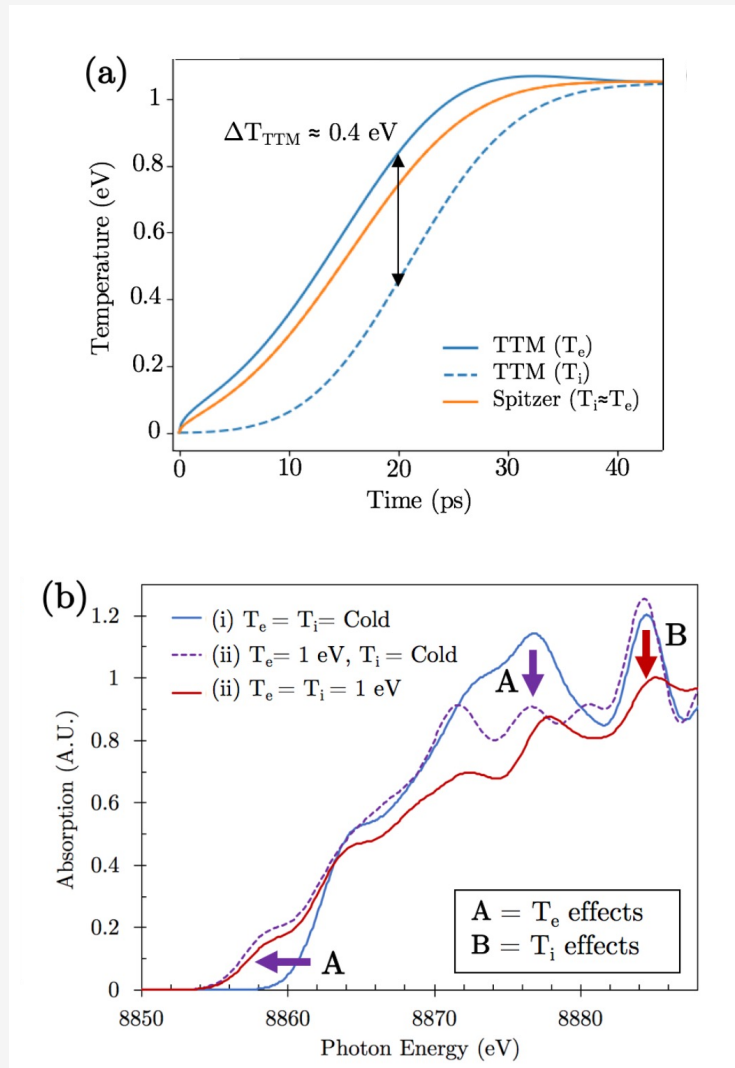 (a)
1
0.8
0.6
0.4
0.2
0
Temperature (eV)
ΔT_TTM ≈ 0.4 eV
TTM (T_e)
TTM (T_i)
Spitzer (T_i≈T_e)
0 10 20 30 40
Time (ps)
(b)
1.2
1
0.8
0.6
0.4
0.2
0
Absorption (A.U.)
(i) T_e = T_i= Cold
(ii) T_e= 1 eV, T_i = Cold
(ii) T_e = T_i = 1 eV
A
B
A
A = T_e effects
B = T_i effects
8850 8860 8870 8880
Photon Energy (eV)